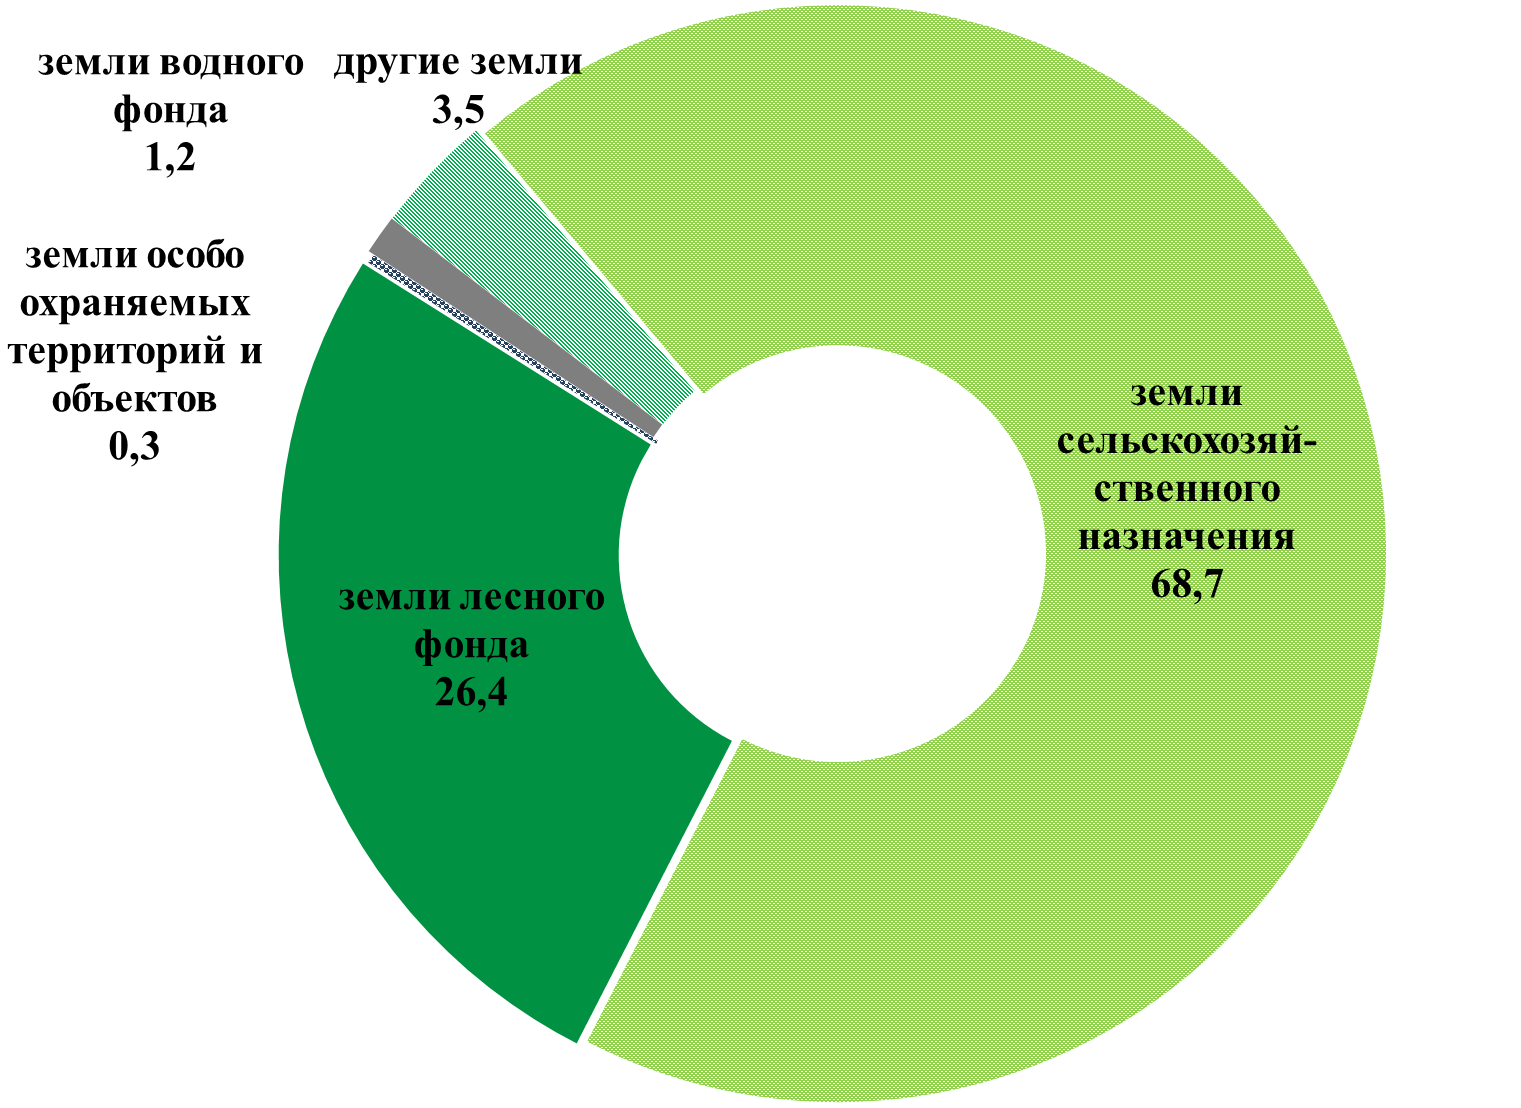 земли водного
фонда
1,2
другие земли
3,5
земли особо
охраняемых
территорий и
объектов
0,3
земли
сельскохозяй-
ственного
назначения
68,7
земли лесного
фонда
26,4